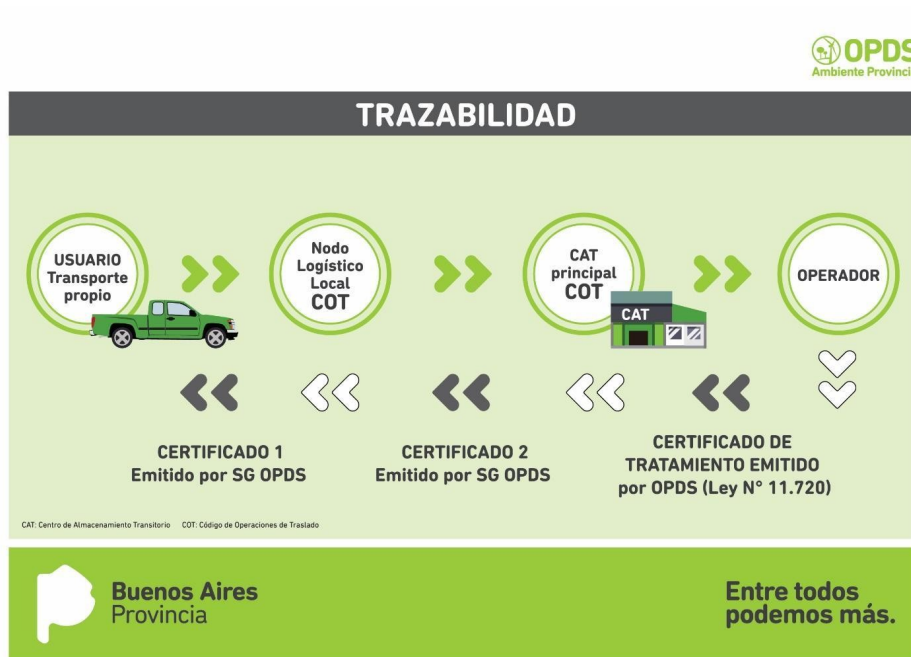 OPDS
Ambiente Provincia
TRAZABILIDAD
USUARIO
Transporte
propio
Nodo
Logístico
Local
COT
CAT
principal
COT
CAT
OPERADOR
CERTIFICADO 1
Emitido por SG OPDS
CERTIFICADO 2
Emitido por SG OPDS
CERTIFICADO DE
TRATAMIENTO EMITIDO
por OPDS (Ley N° 11.720)
CAT: Centro de Almacenamiento Transitorio COT: Código de Operaciones de Traslado
Buenos Aires
Provincia
Entre todos
podemos más.